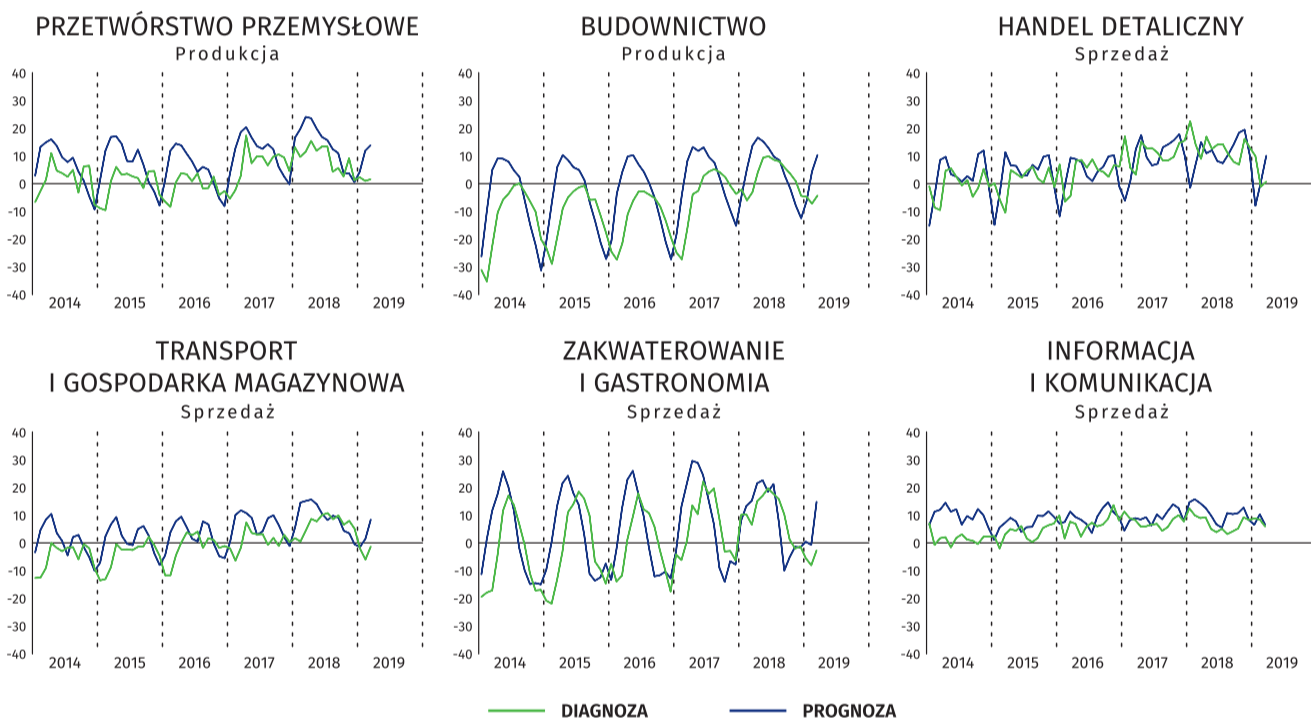 PRZETWÓRSTWO PRZEMYSŁOWE
Produkcja
40
30
20
10
0
-10
-20
-30
-40
2014 2015 2016 2017 2018 2019
BUDOWNICTWO
Produkcja
40
30
20
10
0
-10
-20
-30
-40
2014 2015 2016 2017 2018 2019
HANDEL DETALICZNY
Sprzedaż
40
30
20
10
0
-10
-20
-30
-40
2014 2015 2016 2017 2018 2019
TRANSPORT
I GOSPODARKA MAGAZYNOWA
Sprzedaż
40
30
20
10
0
-10
-20
-30
-40
2014 2015 2016 2017 2018 2019
ZAKWATEROWANIE
I GASTRONOMIA
Sprzedaż
40
30
20
10
0
-10
-20
-30
-40
2014 2015 2016 2017 2018 2019
INFORMACJA
I KOMUNIKACJA
Sprzedaż
40
30
20
10
0
-10
-20
-30
-40
2014 2015 2016 2017 2018 2019
DIAGNOZA PROGNOZA